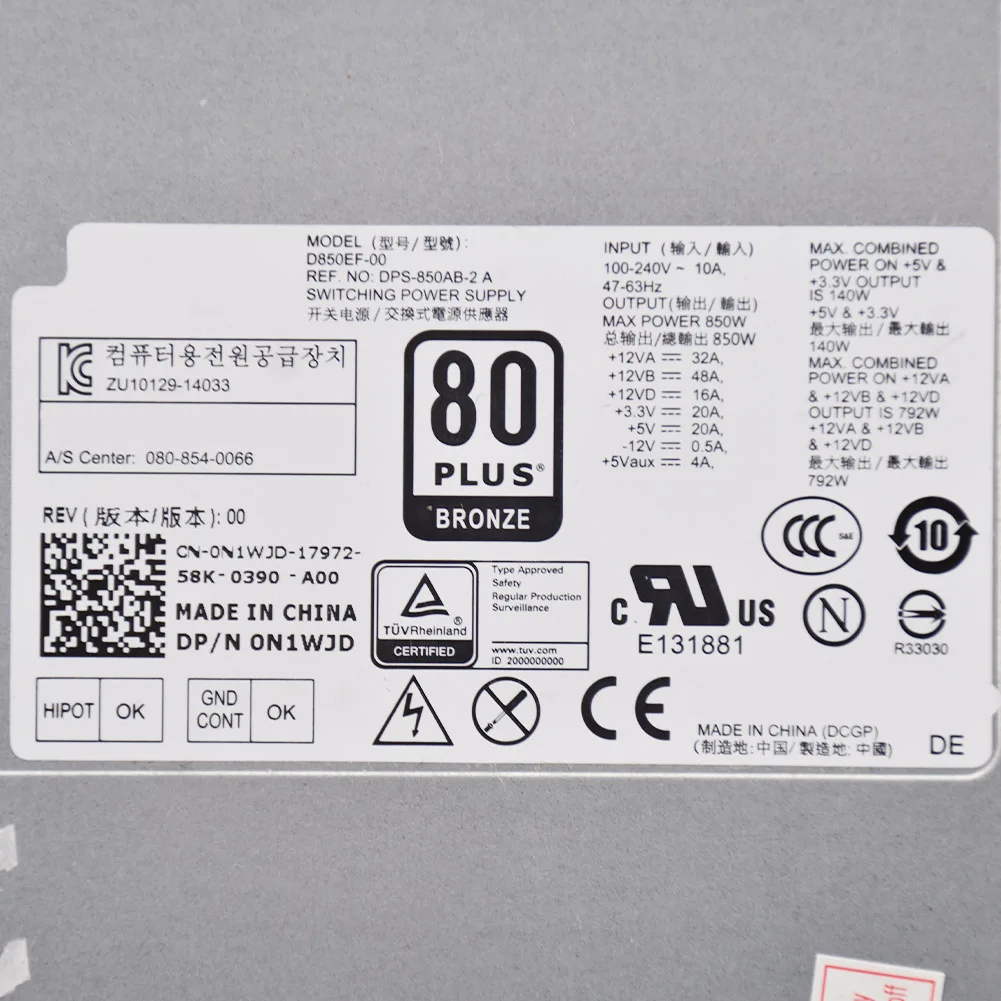 MODEL (型号/型號):
D850EF-00
REF. NO: DPS-850AB-2 A
SWITCHING POWER SUPPLY
开关电源/交換式電源供應器
컴퓨터용전원공급장치
ZU10129-14033
A/S Center: 080-854-0066
80
PLUS®
BRONZE
INPUT (输入/輸入)
100-240V ~ 10A,
47-63Hz
OUTPUT(输出/輸出)
MAX POWER 850W
总输出/總輸出 850W
+12VA ⎓ 32A,
+12VB ⎓ 48A,
+12VD ⎓ 16A,
+3.3V ⎓ 20A,
+5V ⎓ 20A,
-12V ⎓ 0.5A,
+5Vaux ⎓ 4A,
MAX. COMBINED
POWER ON +5V &
+3.3V OUTPUT
IS 140W
+5V & +3.3V
最大输出/最大輸出
140W
MAX. COMBINED
POWER ON +12VA
& +12VB & +12VD
OUTPUT IS 792W
+12VA & +12VB
& +12VD
最大输出/最大輸出
792W
REV (版本/版本): 00
CN-0N1WJD-17972-
58K-0390-A00
MADE IN CHINA
DP/N 0N1WJD
TÜVRheinland®
CERTIFIED
Type Approved
Safety
Regular Production
Surveillance
www.tuv.com
ID 2000000000
c RU US
E131881
CCC S&E
10
N
R33030
HIPOT OK
GND CONT OK
CE
MADE IN CHINA (DCGP)
(制造地:中国/製造地:中國)
DE